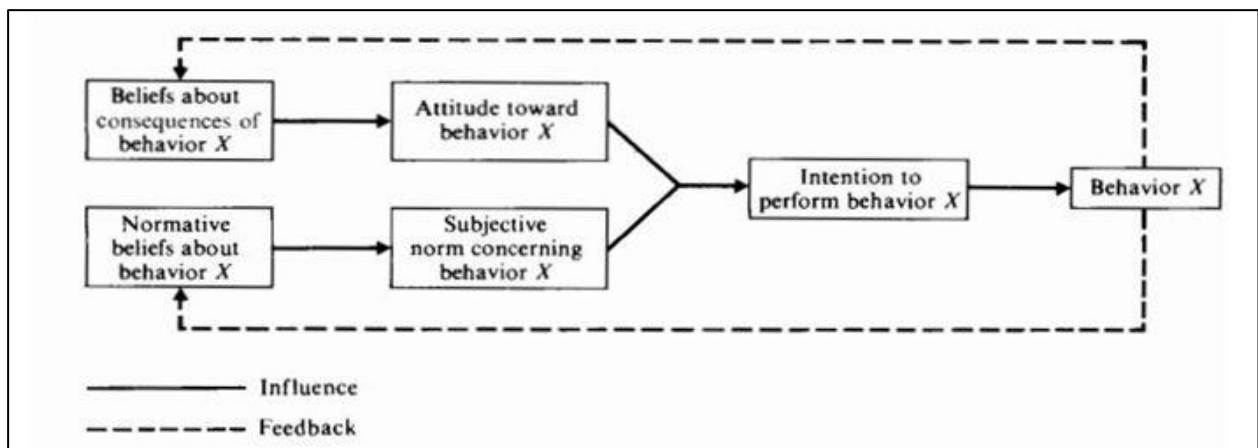 Beliefs about
consequences of
behavior X
Attitude toward
behavior X
Normative
beliefs about
behavior X
Subjective
norm concerning
behavior X
Intention to
perform behavior X
Behavior X
Influence
Feedback